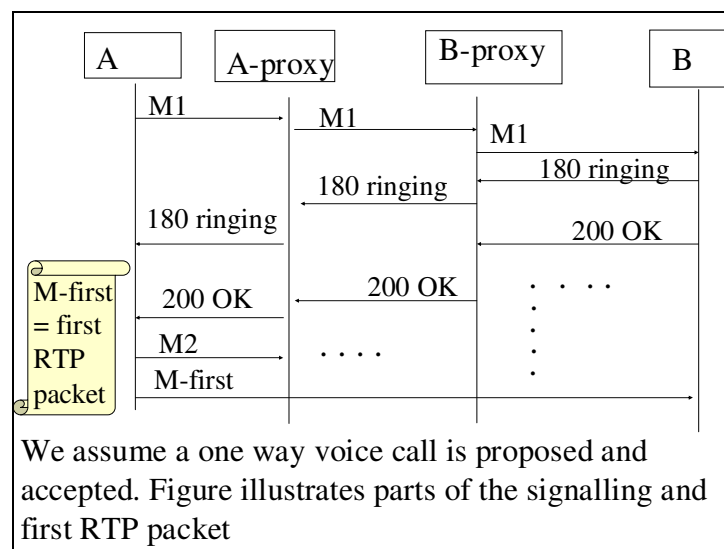 A
A-proxy
B-proxy
B
M1
M1
M1
180 ringing
180 ringing
180 ringing
200 OK
200 OK
200 OK
M2
. . . .
. . . .
M-first
M-first
= first
RTP
packet
We assume a one way voice call is proposed and
accepted. Figure illustrates parts of the signalling and
first RTP packet